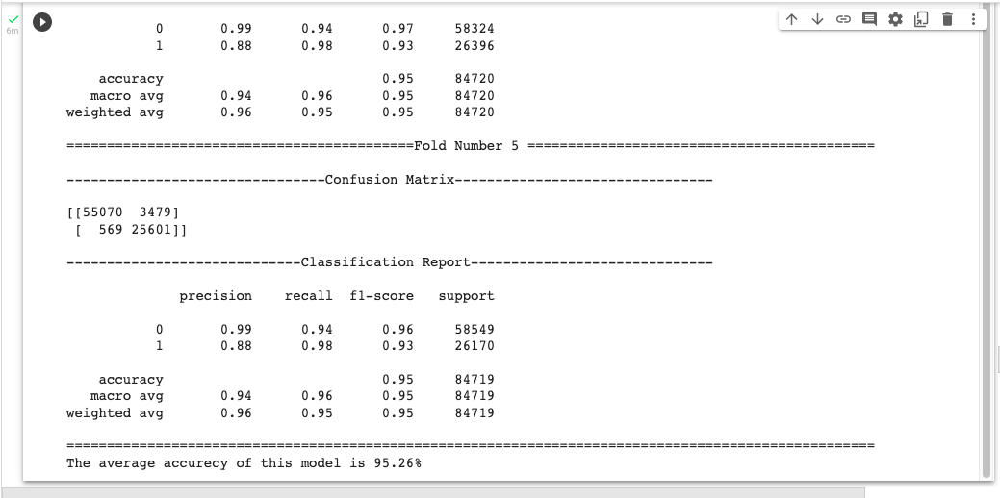 6m
0 0.99 0.94 0.97 58324
1 0.88 0.98 0.93 26396
accuracy 0.95 84720
macro avg 0.94 0.96 0.95 84720
weighted avg 0.96 0.95 0.95 84720
===========================================Fold Number 5 ===========================================
--------------------------------Confusion Matrix--------------------------------
[[55070 3479]
[ 569 25601]]
-----------------------------Classification Report------------------------------
precision recall f1-score support
0 0.99 0.94 0.96 58549
1 0.88 0.98 0.93 26170
accuracy 0.95 84719
macro avg 0.94 0.96 0.95 84719
weighted avg 0.96 0.95 0.95 84719
====================================================================================================
The average accurecy of this model is 95.26%